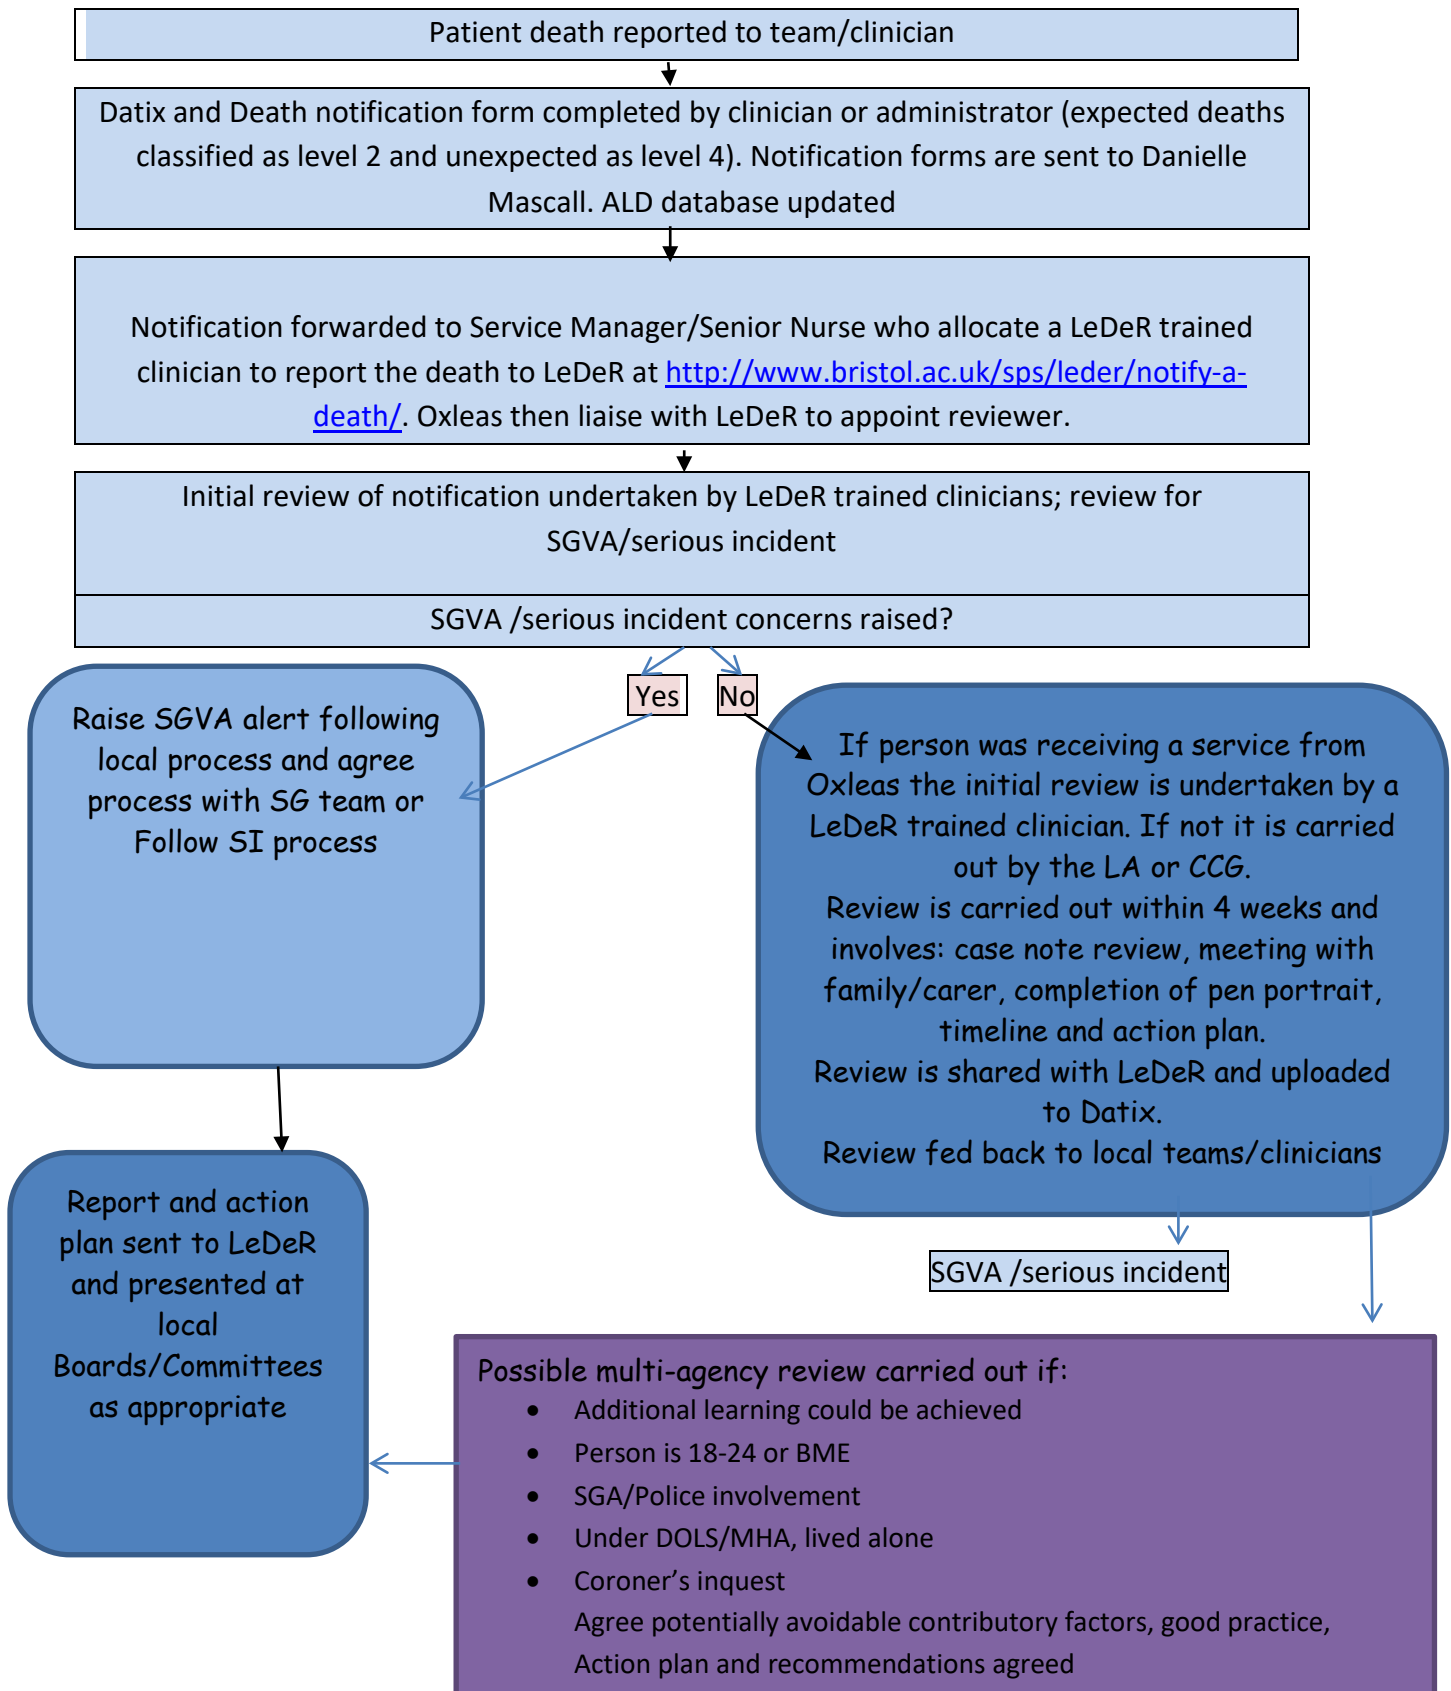 Patient death reported to team/clinician
Datix and Death notification form completed by clinician or administrator (expected deaths
classified as level 2 and unexpected as level 4). Notification forms are sent to Danielle
Mascall. ALD database updated
Notification forwarded to Service Manager/Senior Nurse who allocate a LeDeR trained
clinician to report the death to LeDeR at http://www.bristol.ac.uk/sps/leder/notify-a-
death/. Oxleas then liaise with LeDeR to appoint reviewer.
Initial review of notification undertaken by LeDeR trained clinicians; review for
SGVA/serious incident
SGVA /serious incident concerns raised?
Yes
No
Raise SGVA alert following
local process and agree
process with SG team or
Follow SI process
If person was receiving a service from
Oxleas the initial review is undertaken by a
LeDeR trained clinician. If not it is carried
out by the LA or CCG.
Review is carried out within 4 weeks and
involves: case note review, meeting with
family/carer, completion of pen portrait,
timeline and action plan.
Review is shared with LeDeR and uploaded
to Datix.
Review fed back to local teams/clinicians
Report and action
plan sent to LeDeR
and presented at
local
Boards/Committees
as appropriate
SGVA /serious incident
Possible multi-agency review carried out if:
• Additional learning could be achieved
• Person is 18-24 or BME
• SGA/Police involvement
• Under DOLS/MHA, lived alone
• Coroner's inquest
Agree potentially avoidable contributory factors, good practice,
Action plan and recommendations agreed